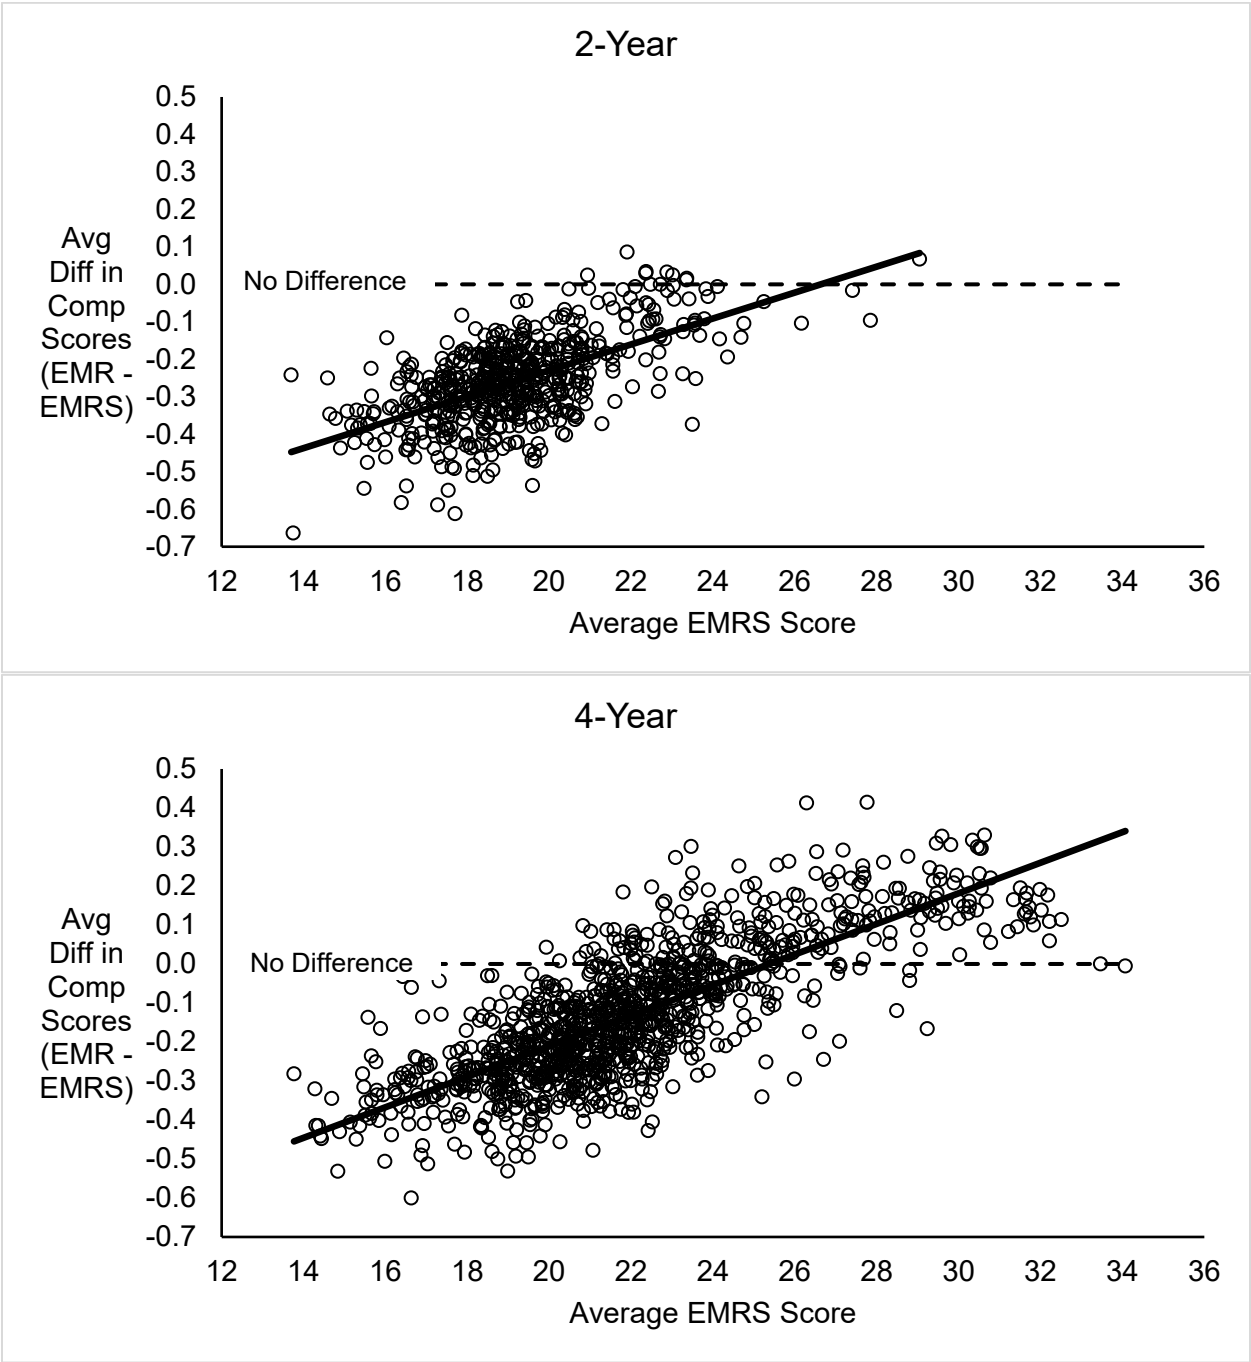 2-Year
0.5
0.4
0.3
0.2
0.1
0.0
-0.1
-0.2
-0.3
-0.4
-0.5
-0.6
-0.7
Avg
Diff in
Comp
Scores
(EMR -
EMRS)
No Difference
12 14 16 18 20 22 24 26 28 30 32 34 36
Average EMRS Score
4-Year
0.5
0.4
0.3
0.2
0.1
0.0
-0.1
-0.2
-0.3
-0.4
-0.5
-0.6
-0.7
Avg
Diff in
Comp
Scores
(EMR -
EMRS)
No Difference
12 14 16 18 20 22 24 26 28 30 32 34 36
Average EMRS Score